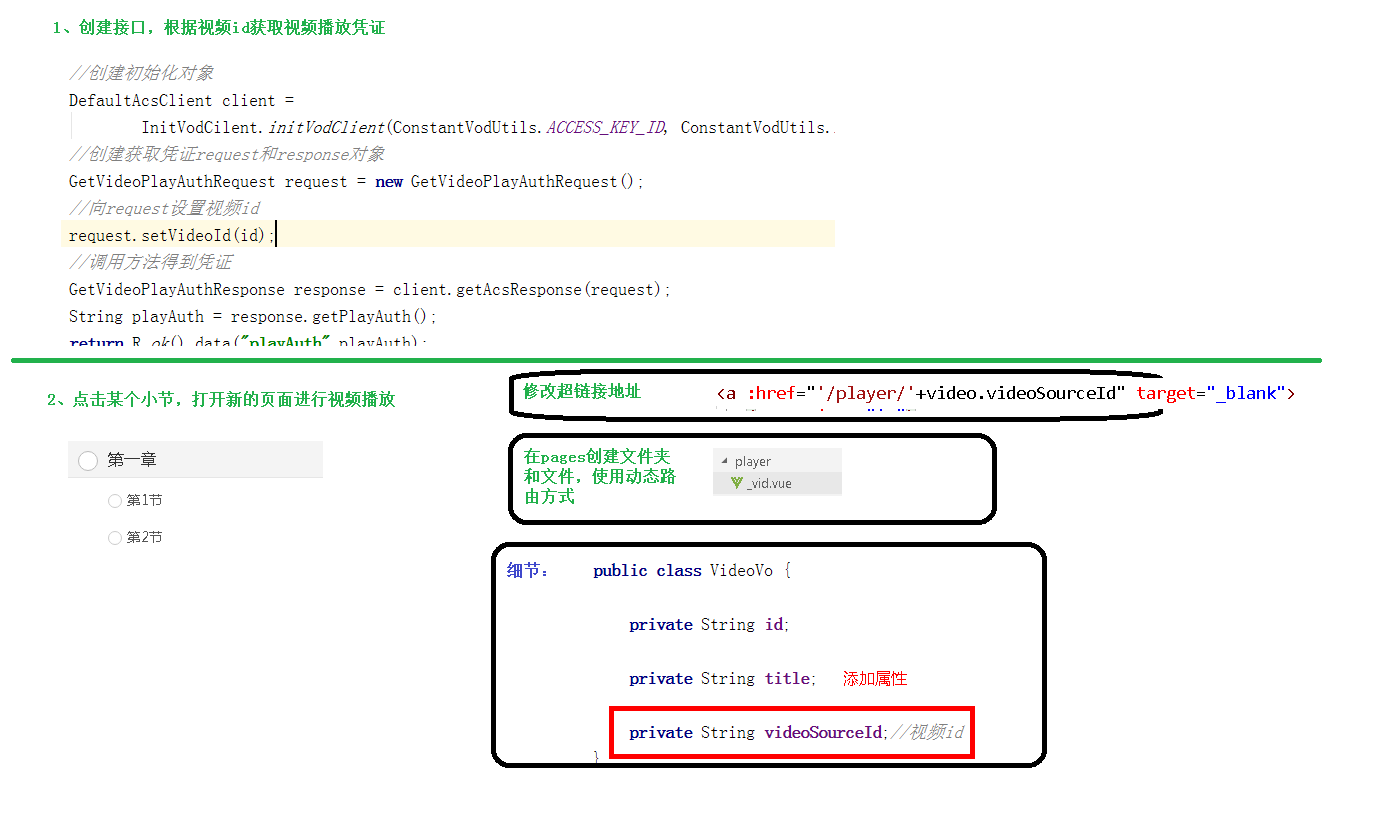 1、创建接口，根据视频id获取视频播放凭证
//创建初始化对象
DefaultAcsClient client =
InitVodCilent.initVodClient(ConstantVodUtils.ACCESS_KEY_ID, ConstantVodUtils.
//创建获取凭证request和response对象
GetVideoPlayAuthRequest request = new GetVideoPlayAuthRequest();
//向request设置视频id
request.setVideoId(id);
//调用方法得到凭证
GetVideoPlayAuthResponse response = client.getAcsResponse(request);
String playAuth = response.getPlayAuth();
return R.ok().data("playAuth",playAuth);
2、点击某个小节，打开新的页面进行视频播放
第一章
第1节
第2节
修改超链接地址
<a :href="'/player/'+video.videoSourceId" target="_blank">
在pages创建文件夹
和文件，使用动态路
由方式
player
_vid.vue
细节：
public class VideoVo {
private String id;
private String title; 添加属性
private String videoSourceId;//视频id
}